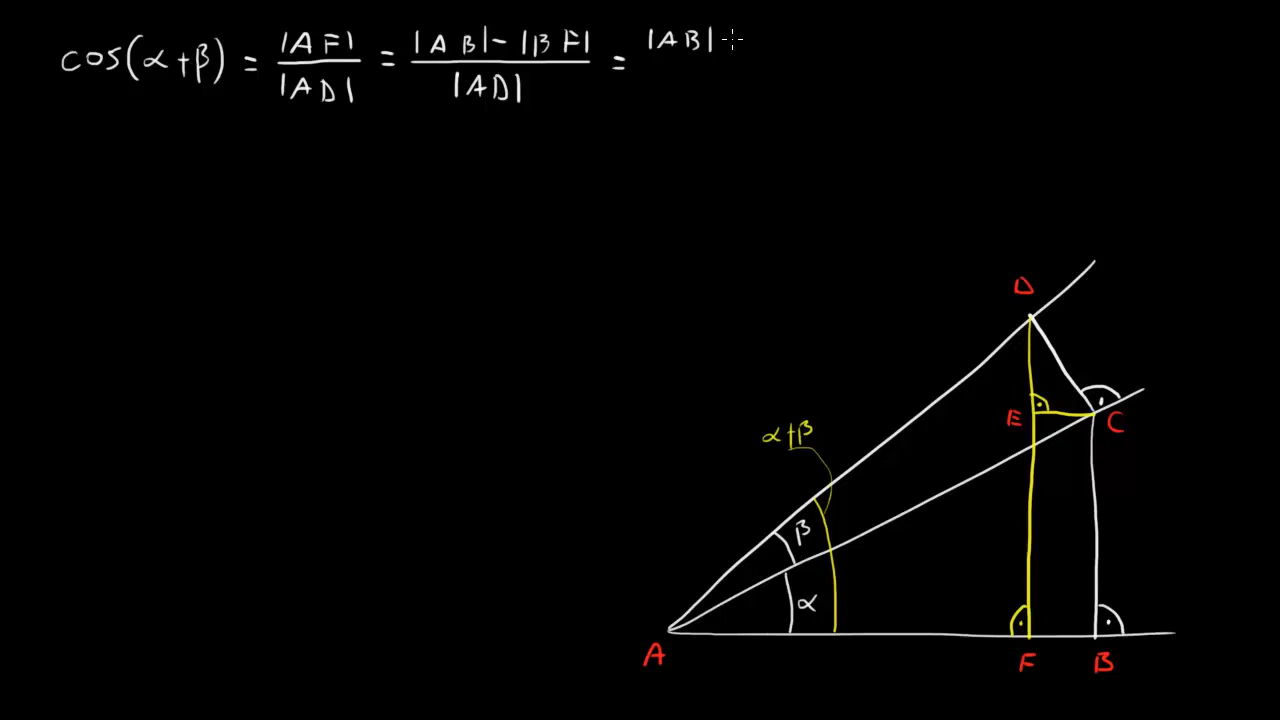 cos(α+β) = |AF| / |AD| = |AB| - |BF| / |AD| = |AB| -
D
E
C
α+β
β
α
A
F
B